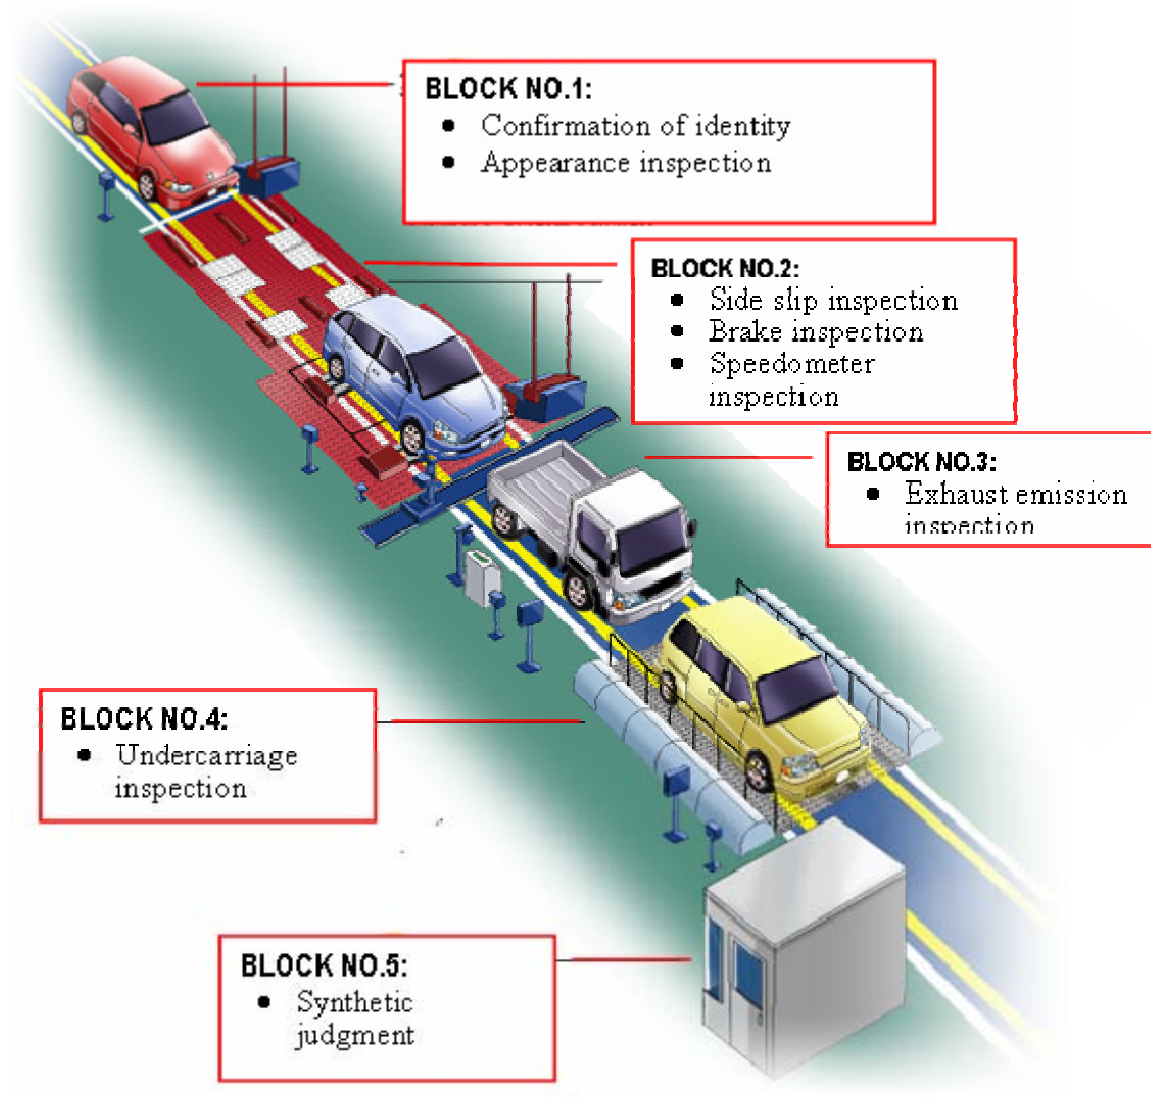 BLOCK NO.1:
● Confirmation of identity
● Appearance inspection
BLOCK NO.2:
● Side slip inspection
● Brake inspection
● Speedometer
inspection
BLOCK NO.3:
● Exhaust emission
inspection
BLOCK NO.4:
● Undercarriage
inspection
BLOCK NO.5:
● Synthetic
judgment